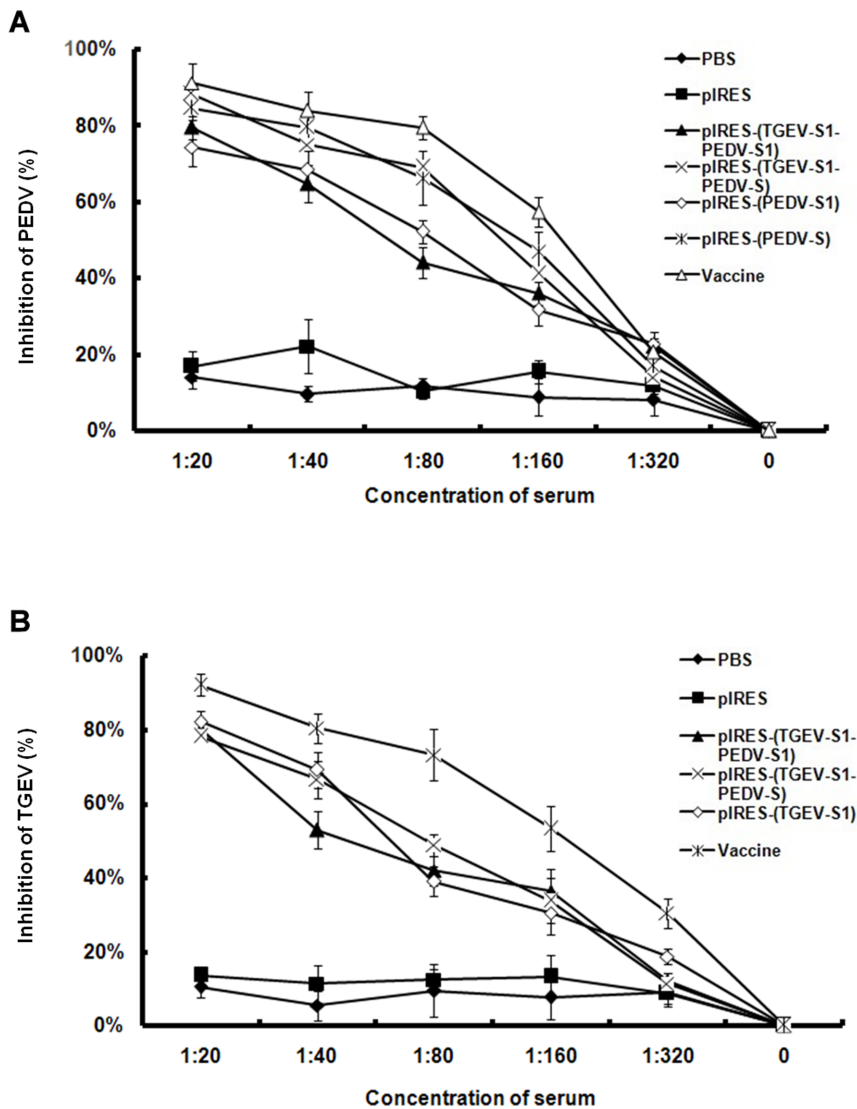 A
100%
80%
60%
40%
20%
0%
Inhibition of PEDV (%)
1:20 1:40 1:80 1:160 1:320 0
Concentration of serum
PBS
pIRES
pIRES-(TGEV-S1-
PEDV-S1)
pIRES-(TGEV-S1-
PEDV-S)
pIRES-(PEDV-S1)
pIRES-(PEDV-S)
Vaccine
B
100%
80%
60%
40%
20%
0%
Inhibition of TGEV (%)
1:20 1:40 1:80 1:160 1:320 0
Concentration of serum
PBS
pIRES
pIRES-(TGEV-S1-
PEDV-S1)
pIRES-(TGEV-S1-
PEDV-S)
pIRES-(TGEV-S1)
Vaccine